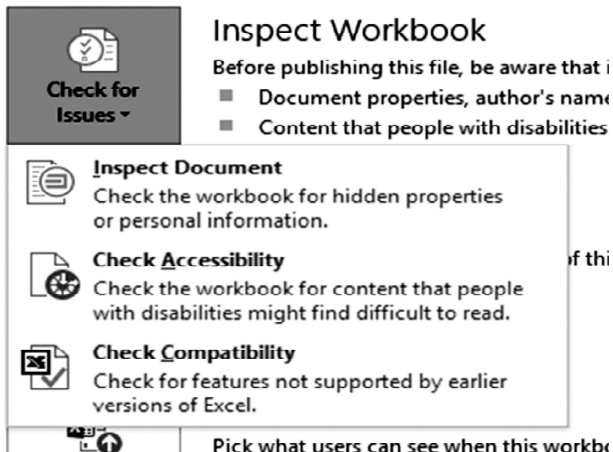 Inspect Workbook
Check for
Issues
Before publishing this file, be aware that i
Document properties, author's name
Content that people with disabilities
Inspect Document
Check the workbook for hidden properties
or personal information.
Check Accessibility
Check the workbook for content that people
with disabilities might find difficult to read.
of thi
Check Compatibility
Check for features not supported by earlier
versions of Excel.
Pick what users can see when this workbo